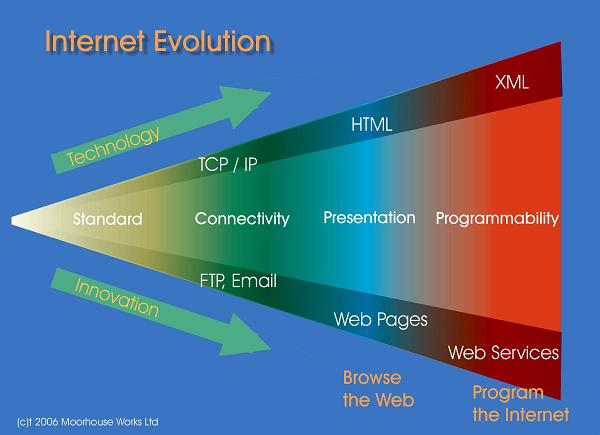 Internet Evolution
Technology
XML
HTML
TCP / IP
Standard Connectivity Presentation Programmability
FTP, Email
Innovation
Web Pages
Web Services
Browse
the Web
Program
the Internet
(c)t 2006 Moorhouse Works Ltd